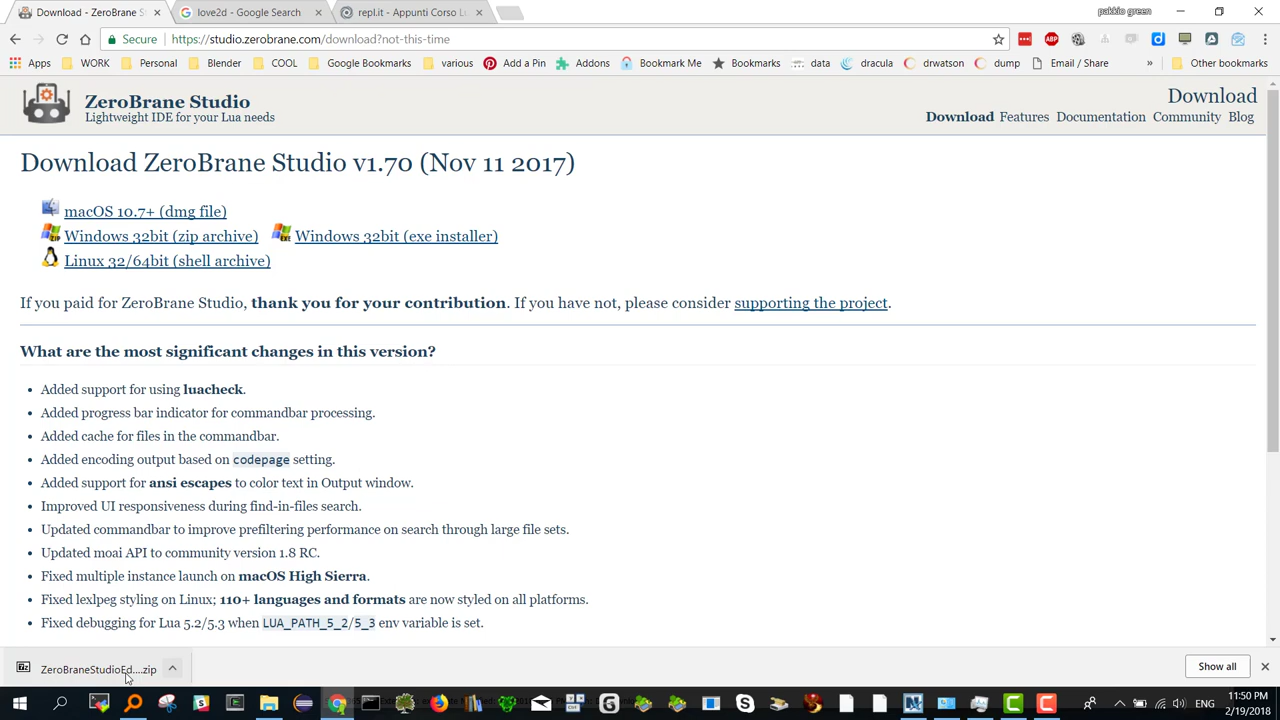 Download - ZeroBrane S
love2d - Google Search
repl.it - Appunti Corso Lu
pakkio green
Secure
https://studio.zerobrane.com/download?not-this-time
Apps
WORK
Personal
Blender
COOL
Google Bookmarks
various
Add a Pin
Addons
Bookmark Me
Bookmarks
data
dracula
drwatson
dump
Email / Share
»
Other bookmarks
ZeroBrane Studio
Lightweight IDE for your Lua needs
Download
Download Features Documentation Community Blog
Download ZeroBrane Studio v1.70 (Nov 11 2017)
macOS 10.7+ (dmg file)
Windows 32bit (zip archive) Windows 32bit (exe installer)
Linux 32/64bit (shell archive)
If you paid for ZeroBrane Studio, thank you for your contribution. If you have not, please consider supporting the project.
What are the most significant changes in this version?
• Added support for using luacheck.
• Added progress bar indicator for commandbar processing.
• Added cache for files in the commandbar.
• Added encoding output based on codepage setting.
• Added support for ansi escapes to color text in Output window.
• Improved UI responsiveness during find-in-files search.
• Updated commandbar to improve prefiltering performance on search through large file sets.
• Updated moai API to community version 1.8 RC.
• Fixed multiple instance launch on macOS High Sierra.
• Fixed lexlpeg styling on Linux; 110+ languages and formats are now styled on all platforms.
• Fixed debugging for Lua 5.2/5.3 when LUA_PATH_5_2/5_3 env variable is set.
ZeroBraneStudioEd....zip
Show all
ENG
11:50 PM
2/19/2018